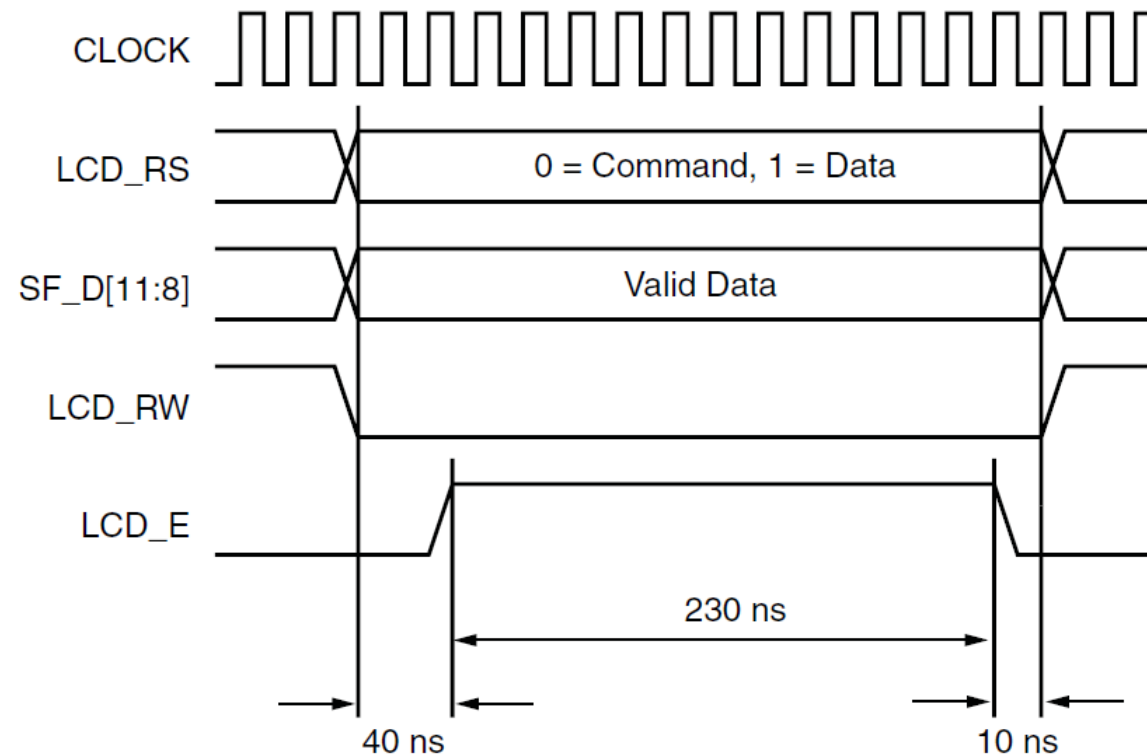 CLOCK
LCD_RS
0 = Command, 1 = Data
SF_D[11:8]
Valid Data
LCD_RW
LCD_E
230 ns
40 ns
10 ns